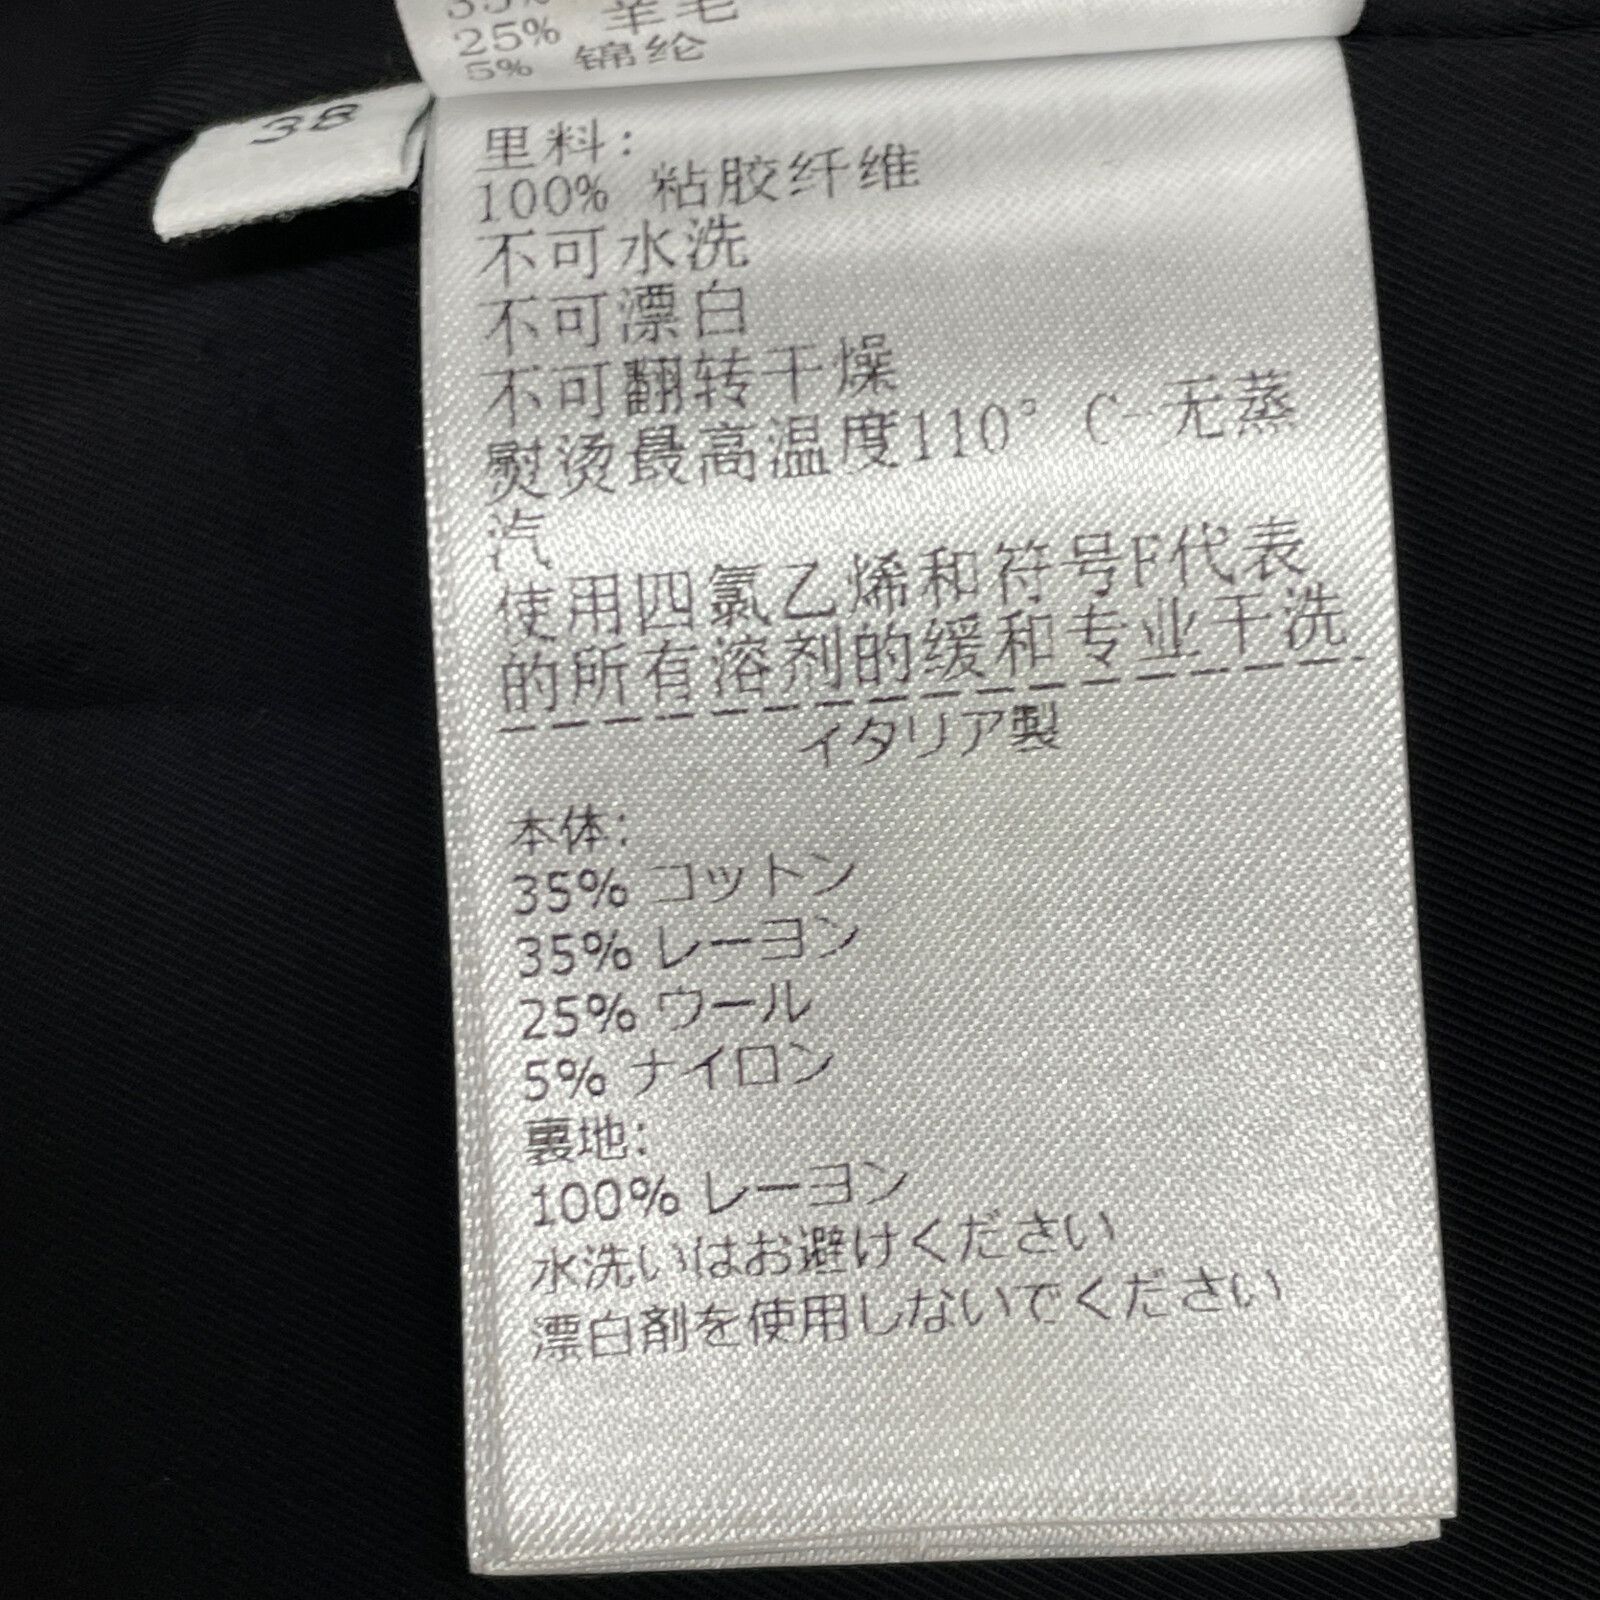 25% 羊毛
5% 锦纶
38
里料:
100% 粘胶纤维
不可水洗
不可漂白
不可翻转干燥
熨烫最高温度110° C-无蒸
汽
使用四氯乙烯和符号F代表
的所有溶剂的缓和专业干洗
イタリア製
本体:
35% コットン
35% レーヨン
25% ウール
5% ナイロン
裏地:
100% レーヨン
水洗いはお避けください
漂白剤を使用しないでください